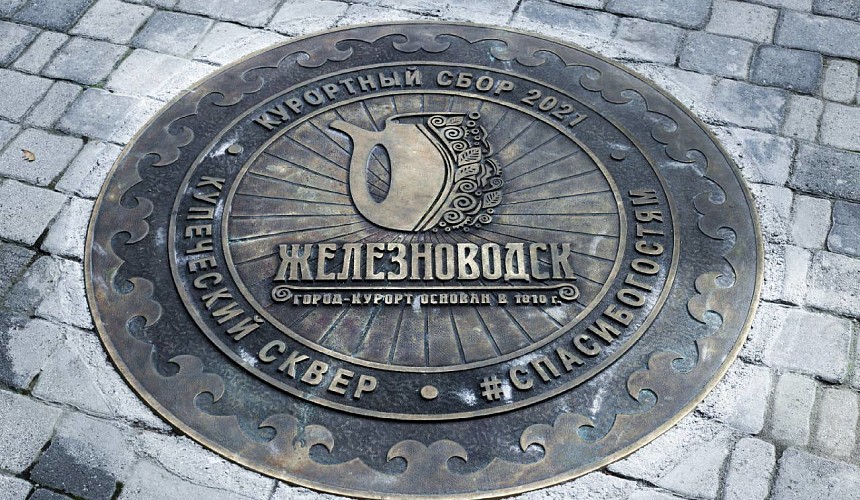 КУРОРТНЫЙ СБОР 2021
ЖЕЛЕЗНОВОДСК
ГОРОД-КУРОРТ ОСНОВАН В 1810 г.
КУПЕЧЕСКИЙ СКВЕР
#СПАСИБОГОСТЯМ